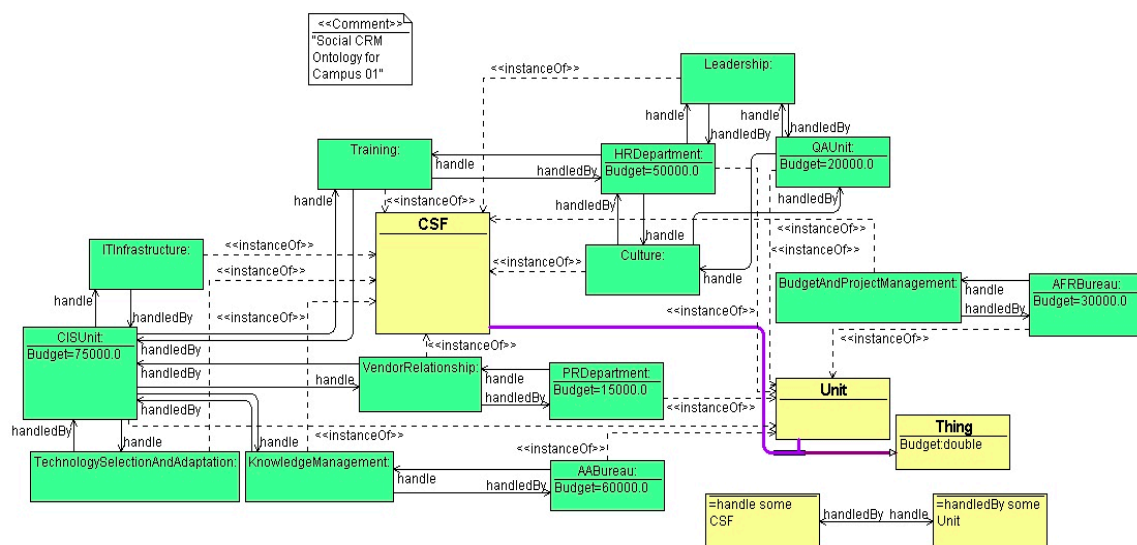 <<Comment>>
"Social CRM
Ontology for
Campus 01"
<<instanceOf>>
Leadership:
<<instanceOf>>
handle
handle
handledBy
handledBy
Training:
handle
handledBy
HRDepartment:
Budget=50000.0
QAUnit:
Budget=20000.0
handle
<<instanceOf>>
handledBy
handle
handledBy
CSF
ITInfrastructure:
<<instanceOf>>
<<instanceOf>>
<<instanceOf>>
Culture:
handle
<<instanceOf>>
<<instanceOf>>
BudgetAndProjectManagement:
handle
handledBy
AFRBureau:
Budget=30000.0
handle
handledBy
<<instanceOf>>
CISUnit:
Budget=75000.0
handledBy
handledBy
handle
<<instanceOf>>
<<instanceOf>>
VendorRelationship:
handle
handledBy
PRDepartment:
Budget=15000.0
<<instanceOf>>
Unit
handledBy
handledBy
handle
handle
<<instanceOf>>
<<instanceOf>>
Thing
Budget:double
TechnologySelectionAndAdaptation:
KnowledgeManagement:
handle
handledBy
AABureau:
Budget=60000.0
=handle some
CSF
handledBy handle
=handledBy some
Unit